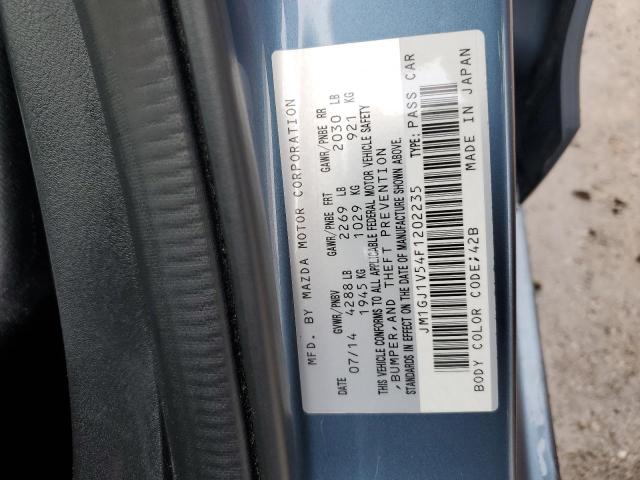 MFD. BY MAZDA MOTOR CORPORATION
GVWR/PNBV GAWR/PNBE FRT GAWR/PNBE RR
DATE 07/14 4288 LB 2269 LB 2030 LB
1945 KG 1029 KG 921 KG
THIS VEHICLE CONFORMS TO ALL APPLICABLE FEDERAL MOTOR VEHICLE SAFETY
,BUMPER,AND THEFT PREVENTION
STANDARDS IN EFFECT ON THE DATE OF MANUFACTURE SHOWN ABOVE.
JM1GJ1V54F1202235 TYPE: PASS CAR
BODY COLOR CODE;42B MADE IN JAPAN